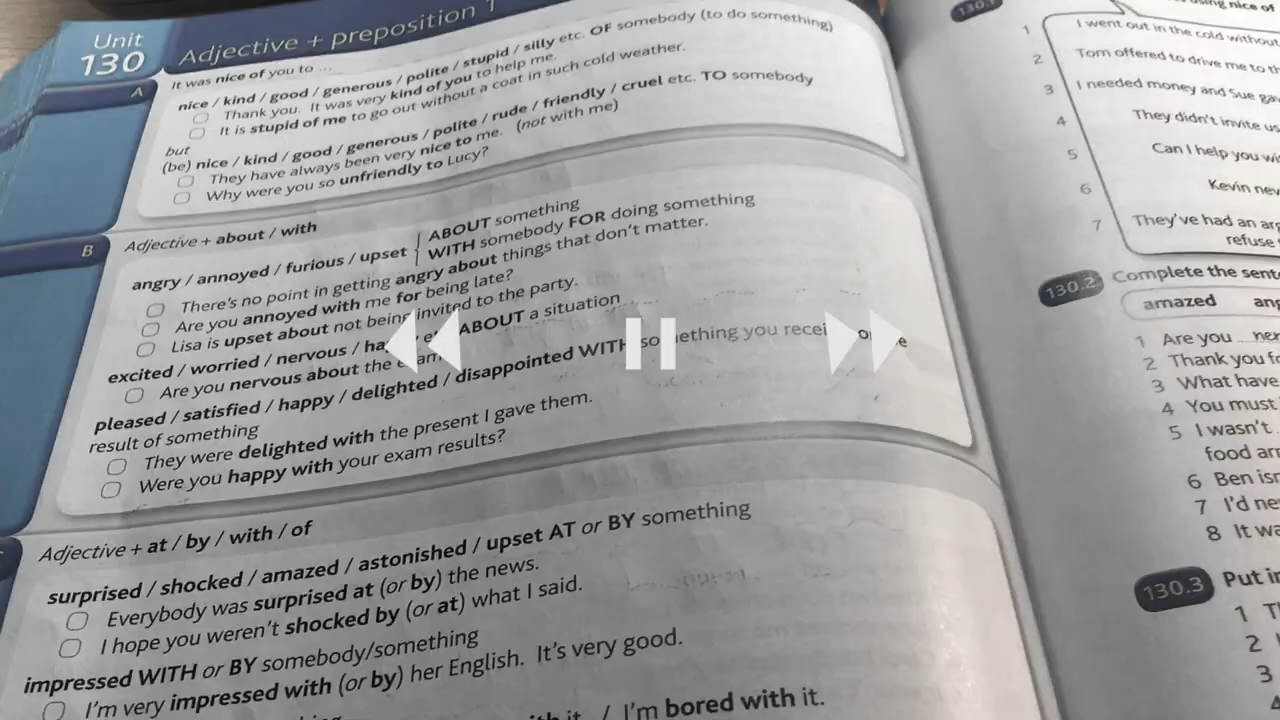 Unit
130
Adjective + preposition 1
A
It was nice of you to ...
nice / kind / good / generous / polite / stupid / silly etc. OF somebody (to do something)
Thank you. It was very kind of you to help me.
It is stupid of me to go out without a coat in such cold weather.
but
(be) nice / kind / good / generous / polite / rude / friendly / cruel etc. TO somebody
They have always been very nice to me. (not with me)
Why were you so unfriendly to Lucy?
B
Adjective + about / with
angry / annoyed / furious / upset { ABOUT something
WITH somebody FOR doing something
There's no point in getting angry about things that don't matter.
Are you annoyed with me for being late?
Lisa is upset about not being invited to the party.
excited / worried / nervous / ABOUT a situation
Are you nervous about the exam
pleased / satisfied / happy / delighted / disappointed WITH something you
result of something
They were delighted with the present I gave them.
Were you happy with your exam results?
Adjective + at / by / with / of
surprised / shocked / amazed / astonished / upset AT or BY something
Everybody was surprised at (or by) the news.
I hope you weren't shocked by (or at) what I said.
impressed WITH or BY somebody/something
I'm very impressed with (or by) her English. It's very good.
with it / I'm bored with it.
130.1
nice of
1 I went out in the cold without
2 Tom offered to drive me to
3 I needed money and Sue
4 They didn't invite
5 Can I help you
6 Kevin
7 They've had an
refuse
130.2 Complete the
amazed
1 Are you
2 Thank you
3 What have
4 You must
5 I wasn't
food
6 Ben
7 I'd
8 It
130.3 Put
1
2
3